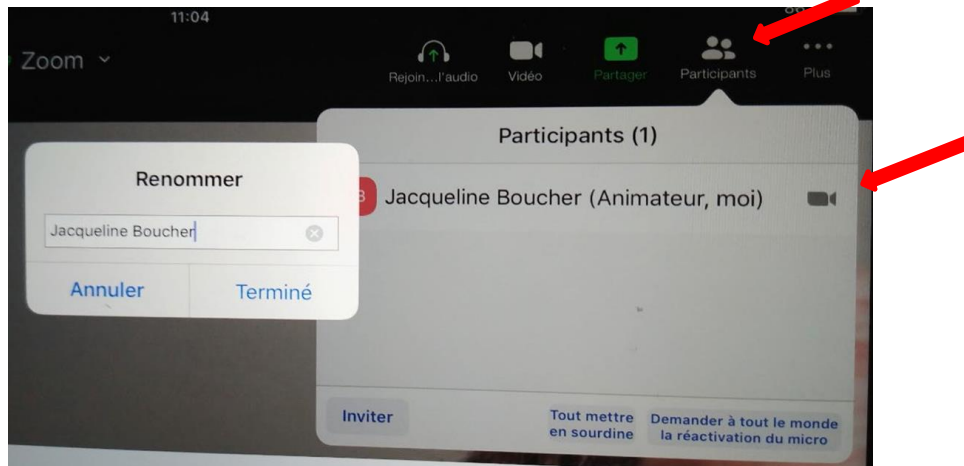 11:04
Zoom
Rejoin...l'audio Vidéo Partager Participants Plus
Participants (1)
Renommer
Jacqueline Boucher (Animateur, moi)
Jacqueline Boucher
Annuler Terminé
Inviter
Tout mettre
en sourdine
Demander à tout le monde
la réactivation du micro